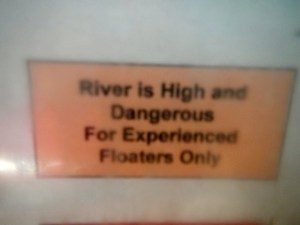 River is High and
Dangerous
For Experienced
Floaters Only